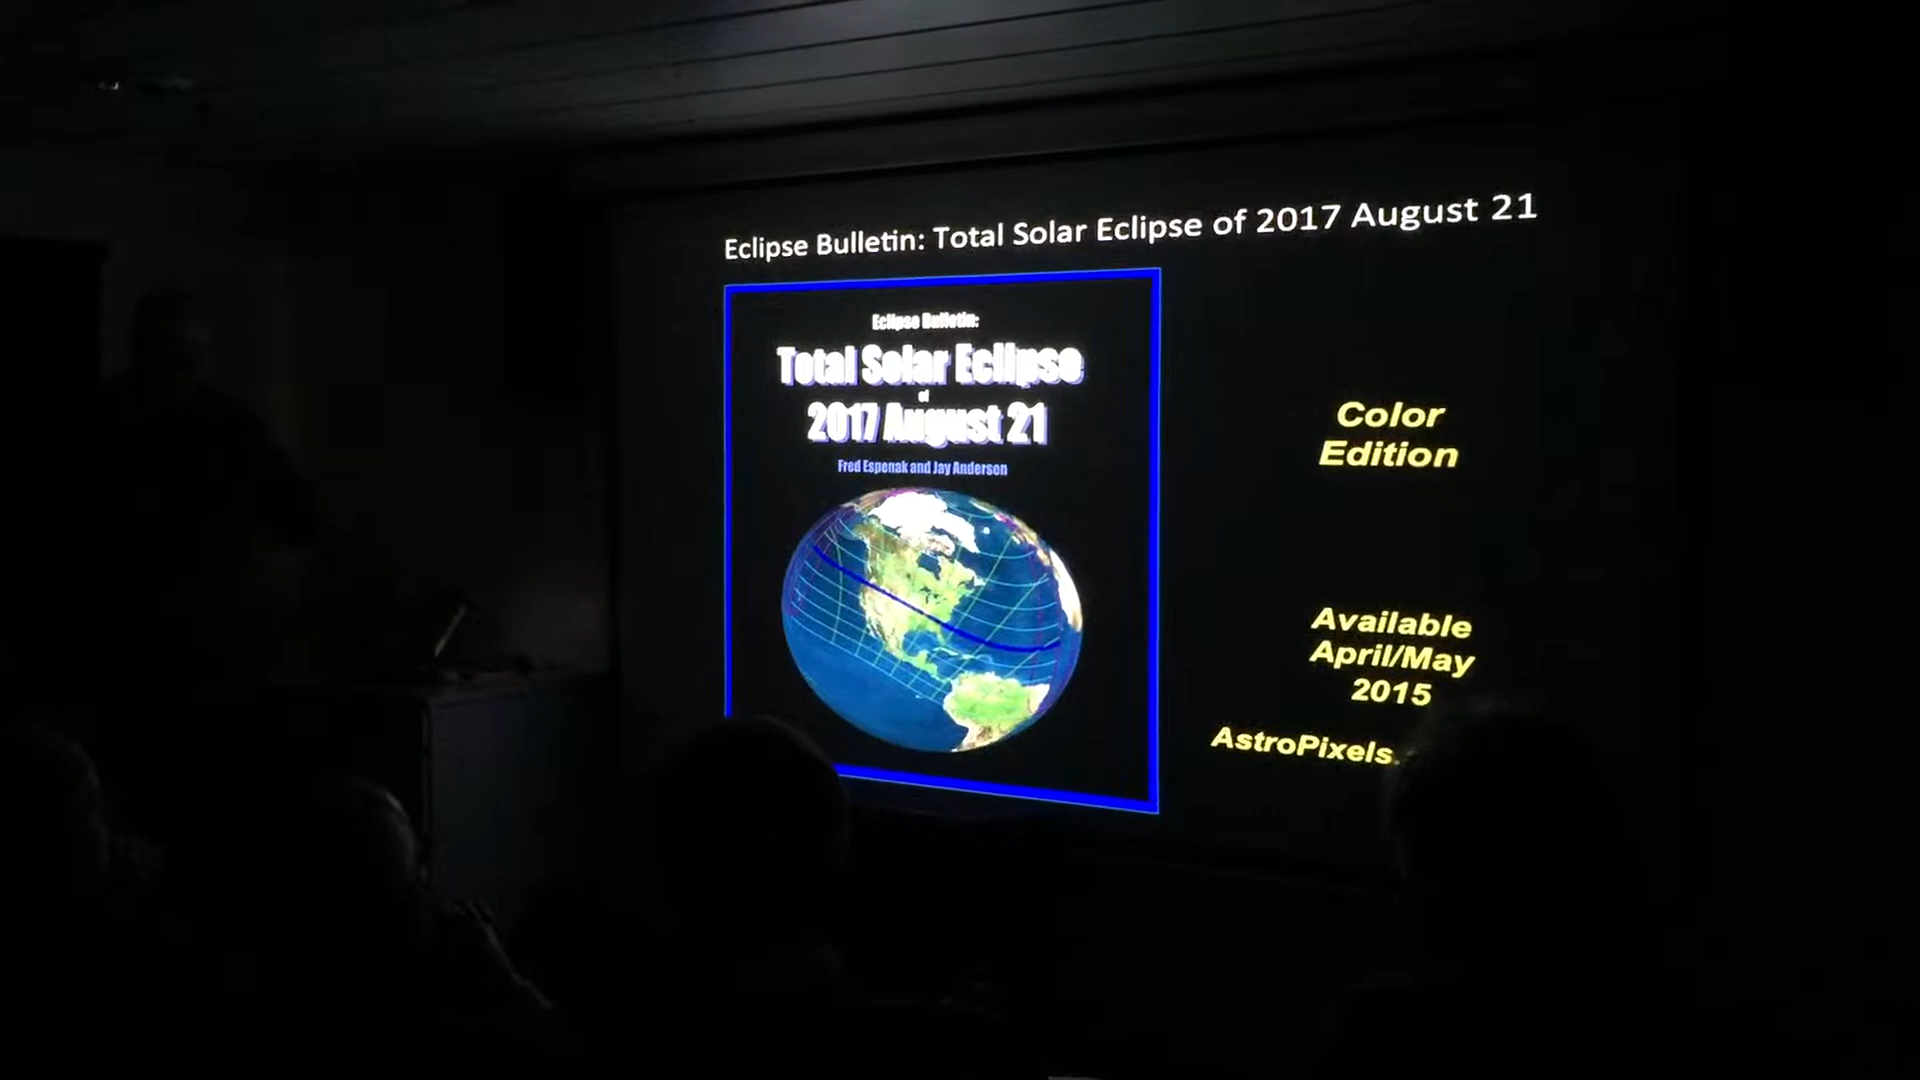 Eclipse Bulletin: Total Solar Eclipse of 2017 August 21
Eclipse Bulletin:
Total Solar Eclipse
of
2017 August 21
Fred Espenak and Jay Anderson
Color
Edition
Available
April/May
2015
AstroPixels.